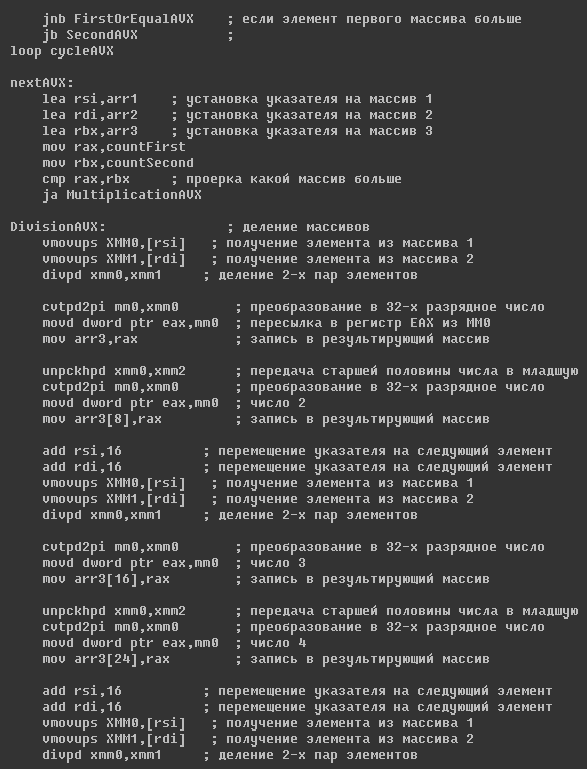 jnb FirstOrEqualAVX ; если элемент первого массива больше
jb SecondAVX ;
loop cycleAVX
nextAVX:
lea rsi,arr1 ; установка указателя на массив 1
lea rdi,arr2 ; установка указателя на массив 2
lea rbx,arr3 ; установка указателя на массив 3
mov rax,countFirst
mov rbx,countSecond
cmp rax,rbx ; проерка какой массив больше
ja MultiplicationAVX
DivisionAVX: ; деление массивов
vmovups XMM0,[rsi] ; получение элемента из массива 1
vmovups XMM1,[rdi] ; получение элемента из массива 2
divpd xmm0,xmm1 ; деление 2-х пар элементов
cvtpd2pi mm0,xmm0 ; преобразование в 32-х разрядное число
movd dword ptr eax,mm0 ; пересылка в регистр EAX из MM0
mov arr3,rax ; запись в результирующий массив
unpckhpd xmm0,xmm2 ; передача старшей половины числа в младшую
cvtpd2pi mm0,xmm0 ; преобразование в 32-х разрядное число
movd dword ptr eax,mm0 ; число 2
mov arr3[8],rax ; запись в результирующий массив
add rsi,16 ; перемещение указателя на следующий элемент
add rdi,16 ; перемещение указателя на следующий элемент
vmovups XMM0,[rsi] ; получение элемента из массива 1
vmovups XMM1,[rdi] ; получение элемента из массива 2
divpd xmm0,xmm1 ; деление 2-х пар элементов
cvtpd2pi mm0,xmm0 ; преобразование в 32-х разрядное число
movd dword ptr eax,mm0 ; число 3
mov arr3[16],rax ; запись в результирующий массив
unpckhpd xmm0,xmm2 ; передача старшей половины числа в младшую
cvtpd2pi mm0,xmm0 ; преобразование в 32-х разрядное число
movd dword ptr eax,mm0 ; число 4
mov arr3[24],rax ; запись в результирующий массив
add rsi,16 ; перемещение указателя на следующий элемент
add rdi,16 ; перемещение указателя на следующий элемент
vmovups XMM0,[rsi] ; получение элемента из массива 1
vmovups XMM1,[rdi] ; получение элемента из массива 2
divpd xmm0,xmm1 ; деление 2-х пар элементов